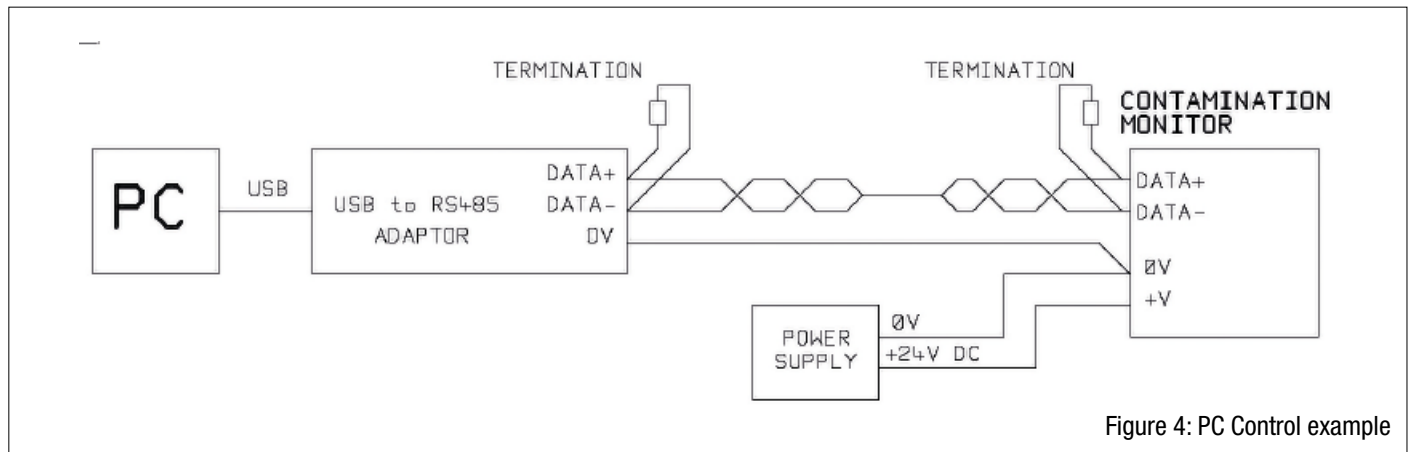 TERMINATION
TERMINATION
CONTAMINATION
MONITOR
PC
USB
USB to RS485
ADAPTOR
DATA+
DATA-
0V
DATA+
DATA-
0V
+V
POWER
SUPPLY
0V
+24V DC
Figure 4: PC Control example